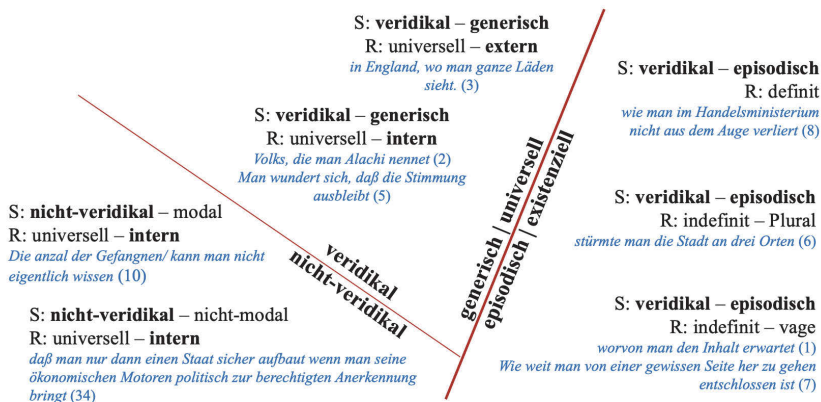 S: veridikal – generisch
R: universell – extern
in England, wo man ganze Läden
sieht. (3)
S: veridikal – generisch
R: universell – intern
Volks, die man Alachi nennet (2)
Man wundert sich, daß die Stimmung
ausbleibt (5)
S: nicht-veridikal – modal
R: universell – intern
Die anzal der Gefangnen/ kann man nicht
eigentlich wissen (10)
S: nicht-veridikal – nicht-modal
R: universell – intern
daß man nur dann einen Staat sicher aufbaut wenn man seine
ökonomischen Motoren politisch zur berechtigten Anerkennung
bringt (34)
veridikal
nicht-veridikal
generisch | universell
episodisch | existenziell
S: veridikal – episodisch
R: definit
wie man im Handelsministerium
nicht aus dem Auge verliert (8)
S: veridikal – episodisch
R: indefinit – Plural
stürmte man die Stadt an drei Orten (6)
S: veridikal – episodisch
R: indefinit – vage
worvon man den Inhalt erwartet (1)
Wie weit man von einer gewissen Seite her zu gehen
entschlossen ist (7)